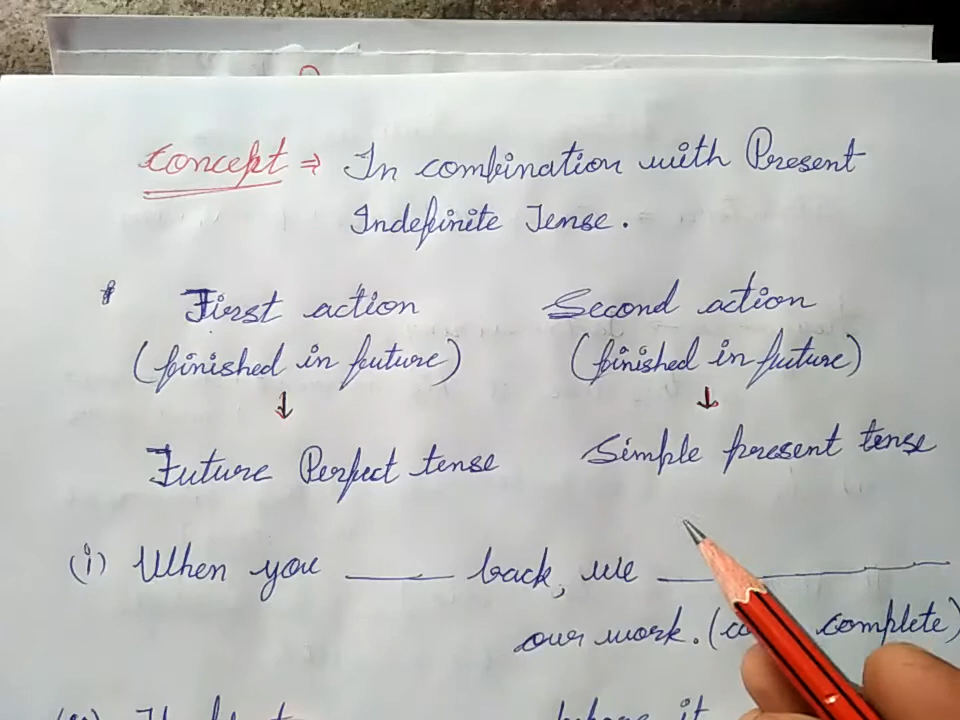 Concept ⇒ In combination with Present
Indefinite Tense.
First action Second action
(finished in future) (finished in future)
↓ ↓
Future Perfect tense Simple present tense
(i) When you ____ back, we ____
our work. (complete)